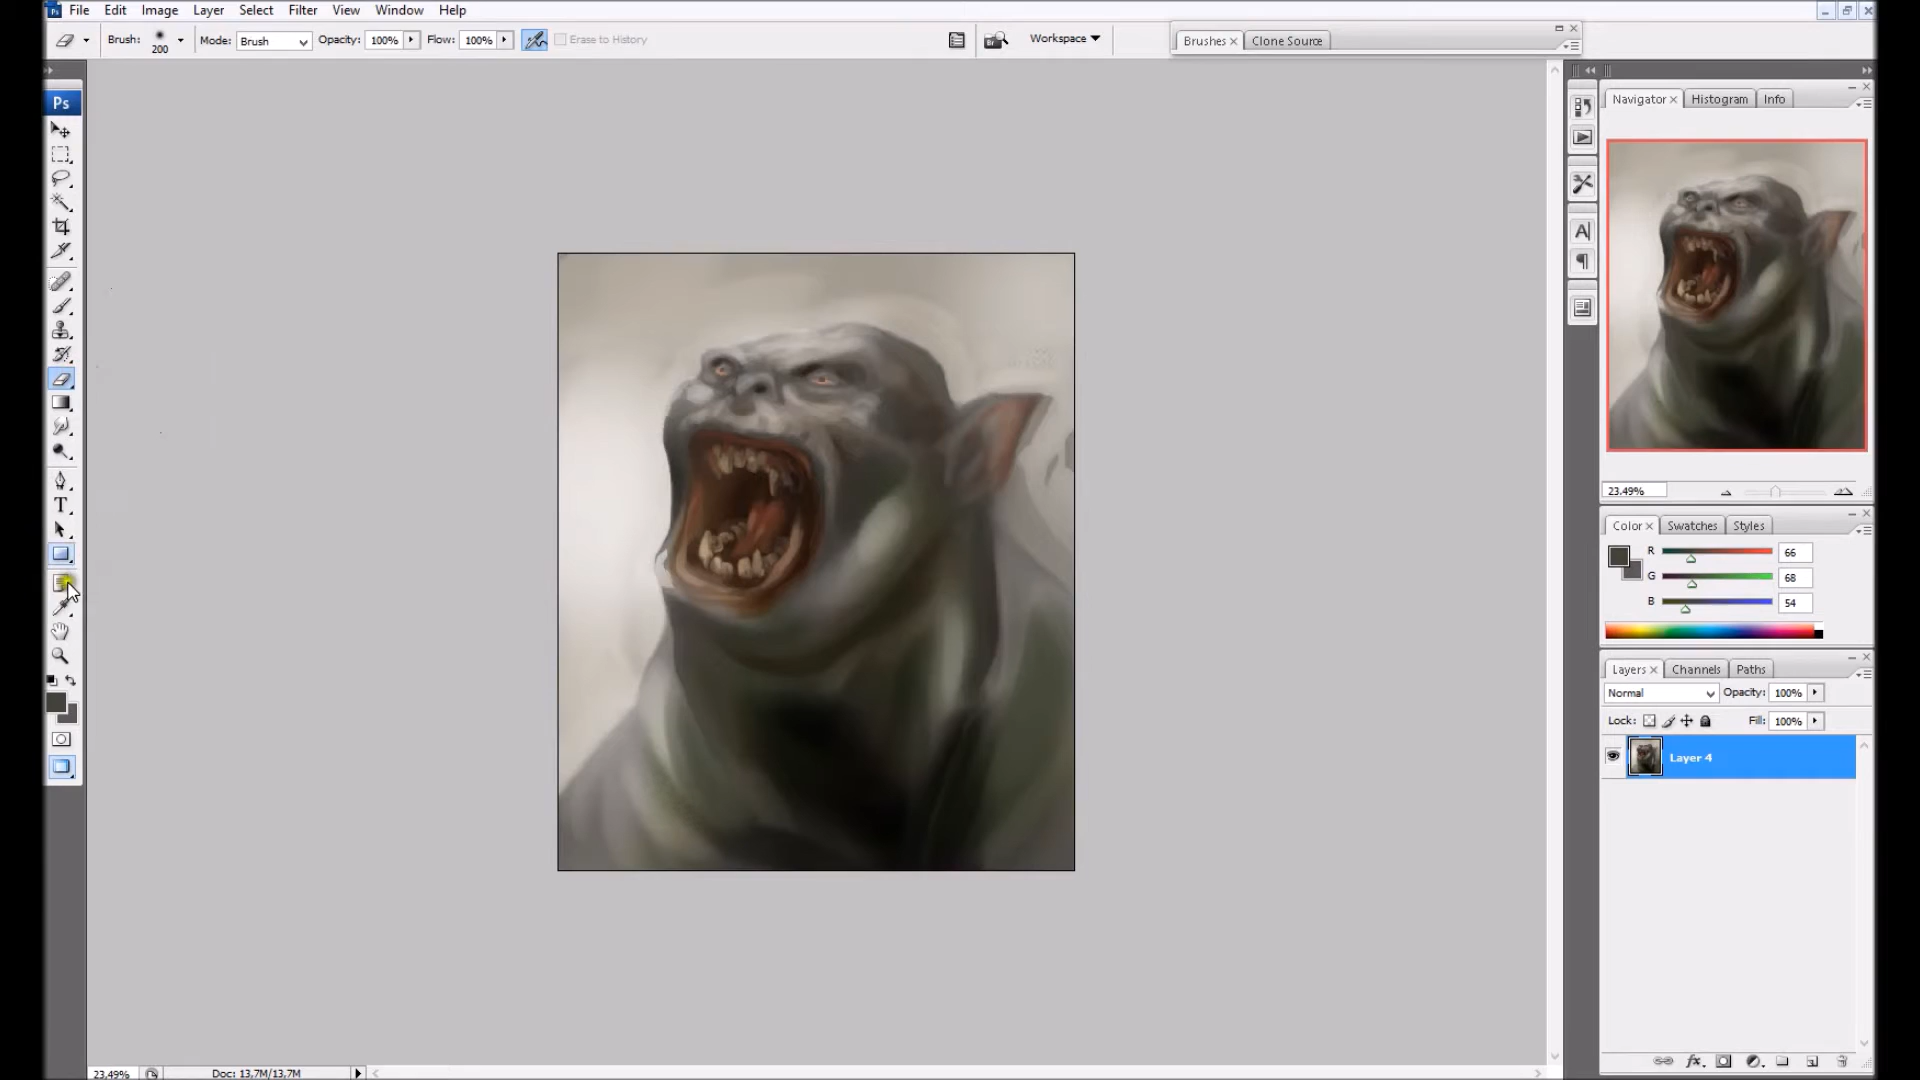 File Edit Image Layer Select Filter View Window Help
Brush: 200 Mode: Brush Opacity: 100% Flow: 100% Erase to History Workspace Brushes Clone Source
Ps
Navigator Histogram Info
23.49%
Color Swatches Styles
R 66
G 68
B 54
Layers Channels Paths
Normal Opacity: 100%
Lock: Fill: 100%
Layer 4
23,49% Doc: 13,7M/13,7M